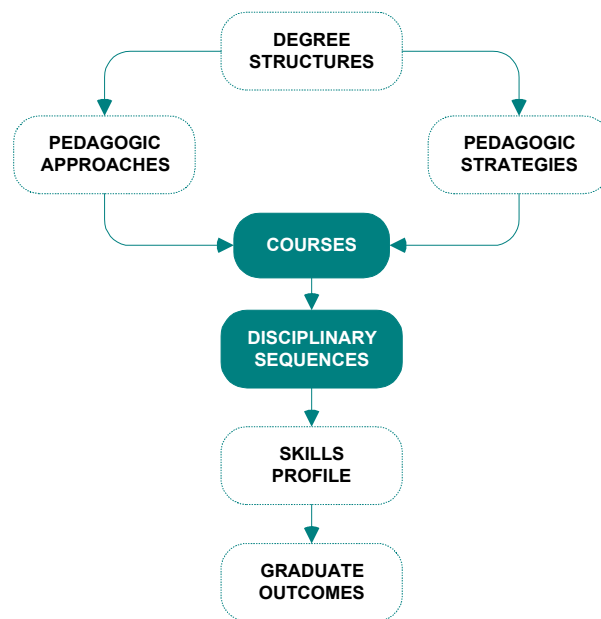 DEGREE
STRUCTURES
PEDAGOGIC
APPROACHES
PEDAGOGIC
STRATEGIES
COURSES
DISCIPLINARY
SEQUENCES
SKILLS
PROFILE
GRADUATE
OUTCOMES